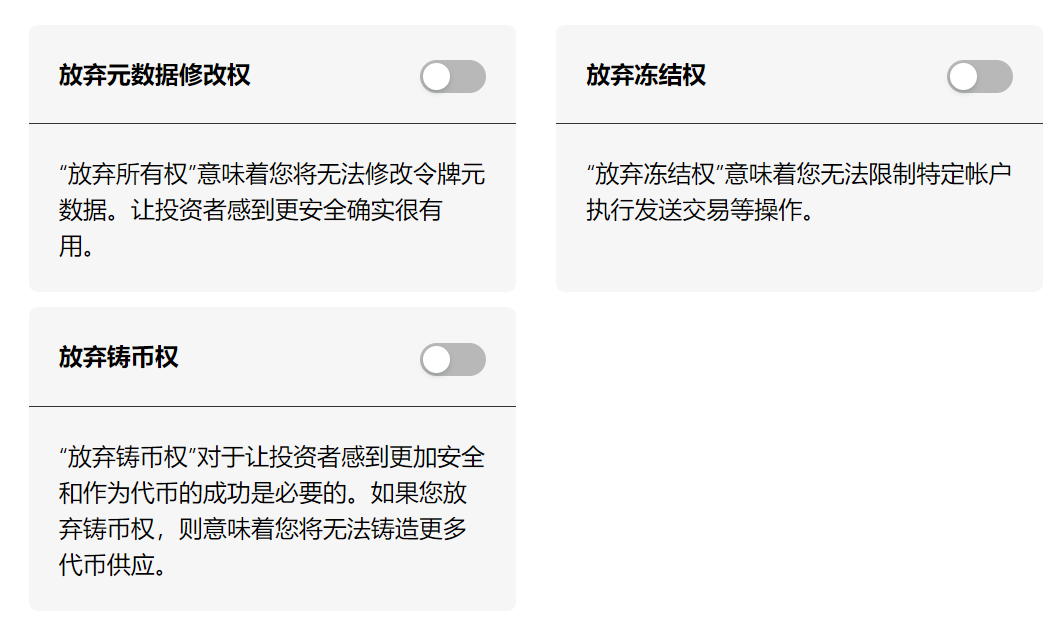 放弃元数据修改权
“放弃所有权”意味着您将无法修改令牌元
数据。让投资者感到更安全确实很有
用。
放弃冻结权
“放弃冻结权”意味着您无法限制特定帐户
执行发送交易等操作。
放弃铸币权
“放弃铸币权”对于让投资者感到更加安全
和作为代币的成功是必要的。如果您放
弃铸币权，则意味着您将无法铸造更多
代币供应。